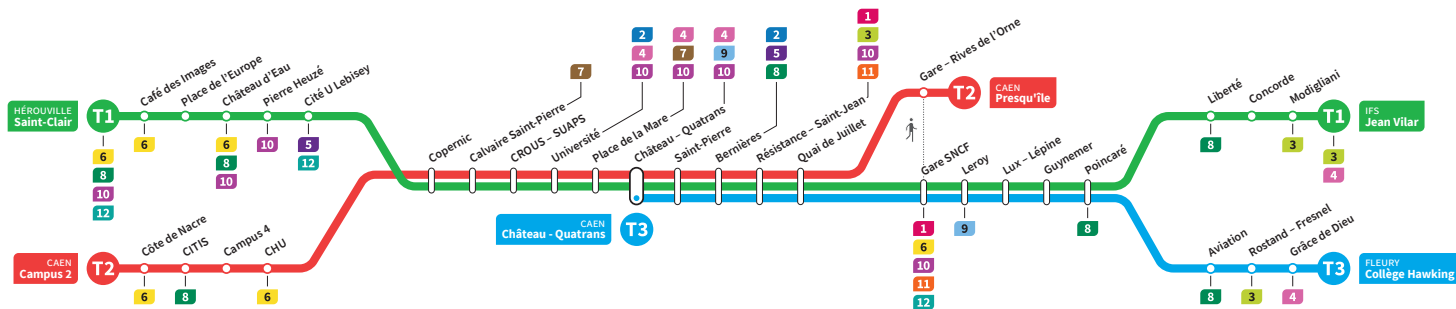 HÉROUVILLE
Saint-Clair
T1
6
8
10
12
Café des Images
6
Place de l'Europe
Château d'Eau
6
8
10
Pierre Heuzé
10
Cité U Lebisey
5
12
CAEN
Campus 2
T2
Côte de Nacre
6
CITIS
8
Campus 4
CHU
6
Copernic
Calvaire Saint-Pierre
7
CROUS – SUAPS
Université
2
4
10
Place de la Mare
4
7
10
Château – Quatrans
4
9
10
CAEN
Château - Quatrans
T3
Saint-Pierre
Bernières
2
5
8
Résistance – Saint-Jean
1
3
10
11
Quai de Juillet
Gare – Rives de l'Orne
T2
CAEN
Presqu'île
Gare SNCF
1
6
10
11
12
Leroy
9
Lux – Lépine
Guynemer
Poincaré
8
Liberté
8
Concorde
Modigliani
3
T1
3
4
IFS
Jean Vilar
Aviation
8
Rostand – Fresnel
3
Grâce de Dieu
4
T3
FLEURY
Collège Hawking